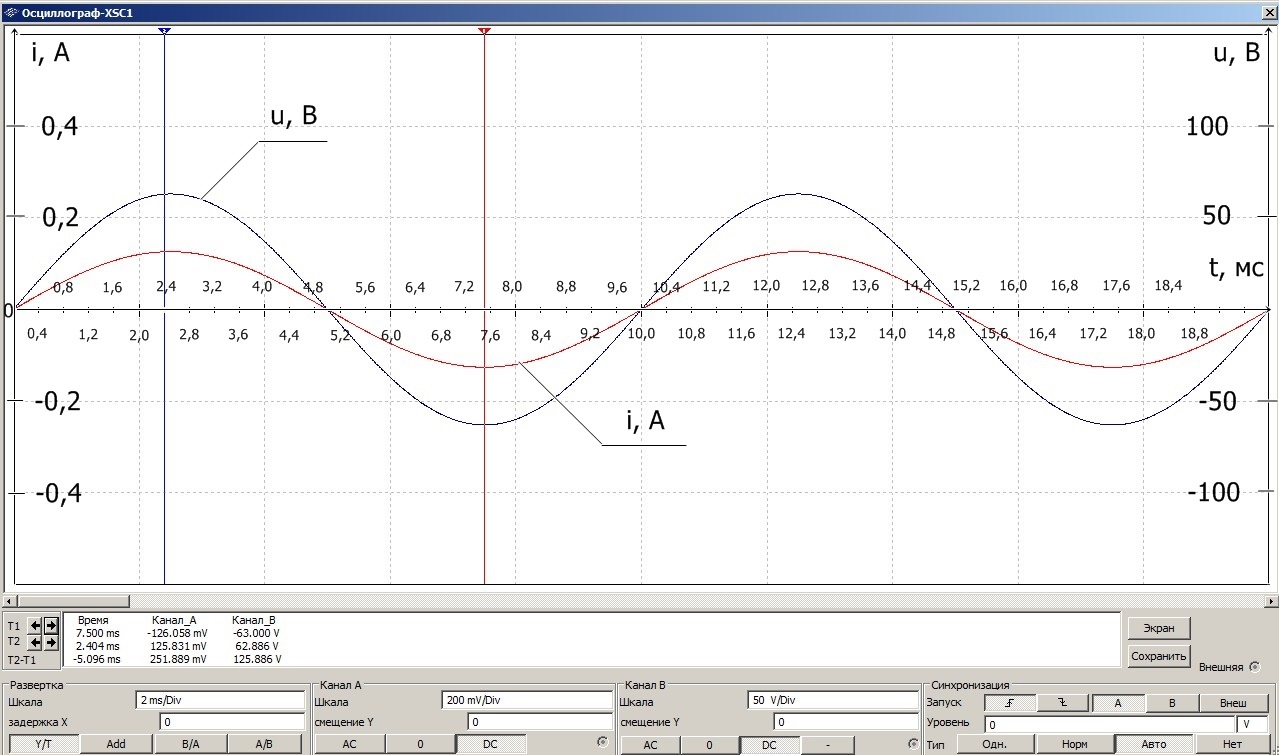 Осциллограф-XSC1
i, A u, B
u, B
0,4 100
0,2 50
t, мс
0,8 1,6 2,4 3,2 4,0 4,8 5,6 6,4 7,2 8,0 8,8 9,6 10,4 11,2 12,0 12,8 13,6 14,4 15,2 16,0 16,8 17,6 18,4
0
0,4 1,2 2,0 2,8 3,6 4,4 5,2 6,0 6,8 7,6 8,4 9,2 10,0 10,8 11,6 12,4 13,2 14,0 14,8 15,6 16,4 17,2 18,0 18,8
-0,2 -50
i, A
-0,4 -100
T1 T2 T2-T1
Время Канал_А Канал_В
7.500 ms -126.058 mV -63.000 V
2.404 ms 125.831 mV 62.886 V
-5.096 ms 251.889 mV 125.886 V
Экран
Сохранить
Внешняя
Развертка
Шкала 2 ms/Div
задержка X 0
Y/T Add B/A A/B
Канал А
Шкала 200 mV/Div
смещение Y 0
AC 0 DC
Канал В
Шкала 50 V/Div
смещение Y 0
AC 0 DC -
Синхронизация
Запуск A B Внеш
Уровень 0 V
Тип Одн. Норм Авто Нет